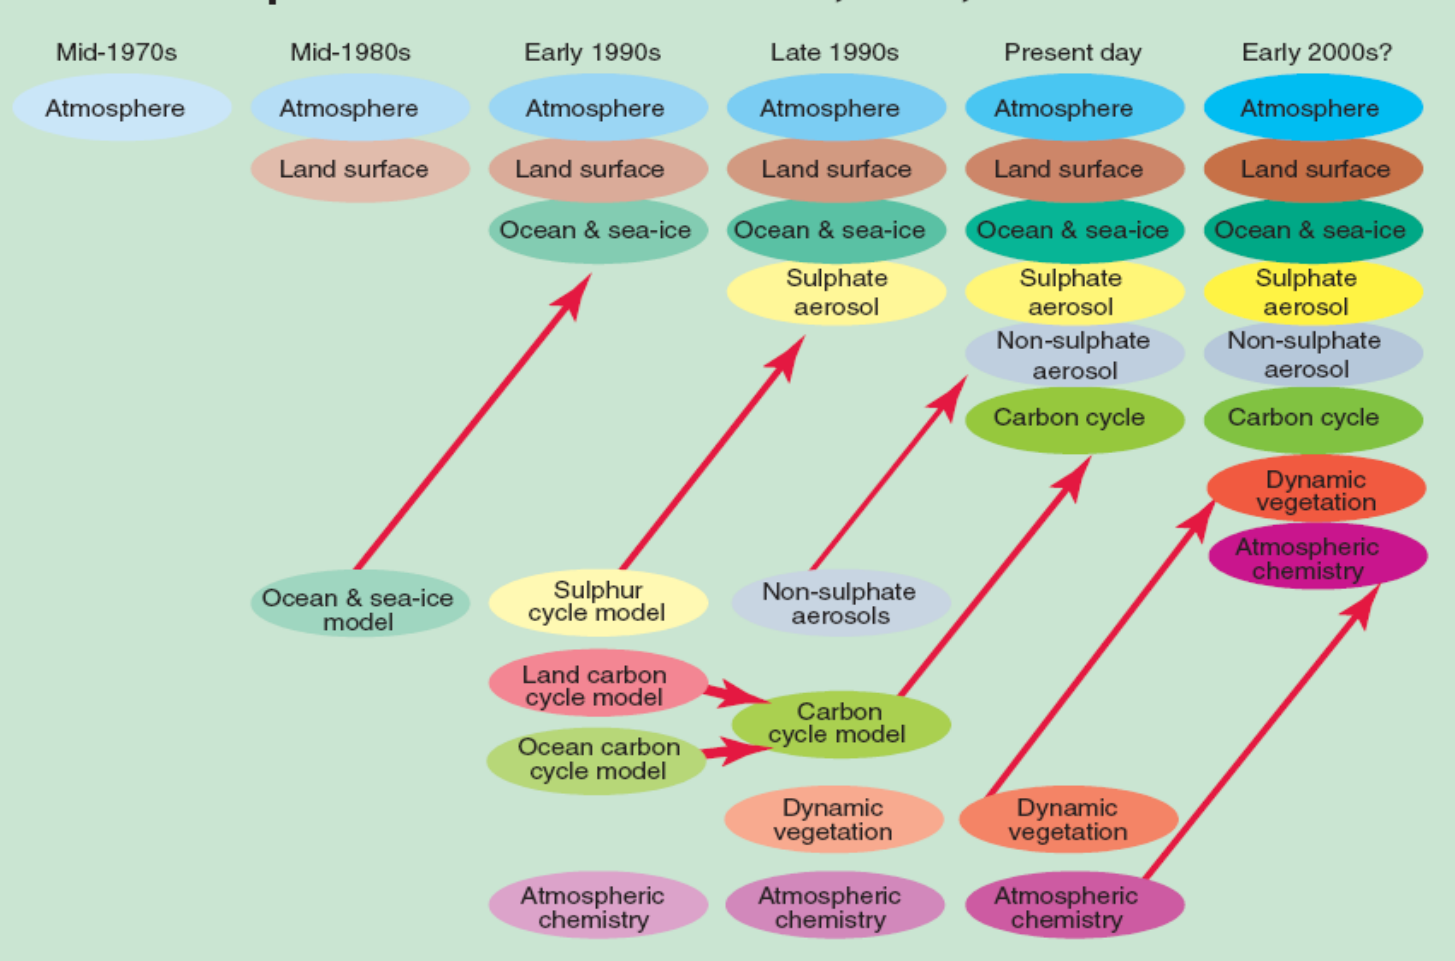 Mid-1970s
Mid-1980s
Early 1990s
Late 1990s
Present day
Early 2000s?
Atmosphere
Atmosphere
Atmosphere
Atmosphere
Atmosphere
Atmosphere
Land surface
Land surface
Land surface
Land surface
Land surface
Ocean & sea-ice
Ocean & sea-ice
Ocean & sea-ice
Ocean & sea-ice
Sulphate
aerosol
Sulphate
aerosol
Sulphate
aerosol
Non-sulphate
aerosol
Non-sulphate
aerosol
Carbon cycle
Carbon cycle
Dynamic
vegetation
Atmospheric
chemistry
Ocean & sea-ice
model
Sulphur
cycle model
Non-sulphate
aerosols
Land carbon
cycle model
Carbon
cycle model
Ocean carbon
cycle model
Dynamic
vegetation
Dynamic
vegetation
Atmospheric
chemistry
Atmospheric
chemistry
Atmospheric
chemistry